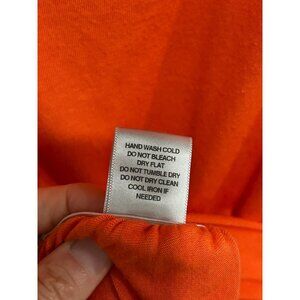 HAND WASH COLD
DO NOT BLEACH
DRY FLAT
DO NOT TUMBLE DRY
DO NOT DRY CLEAN
COOL IRON IF
NEEDED